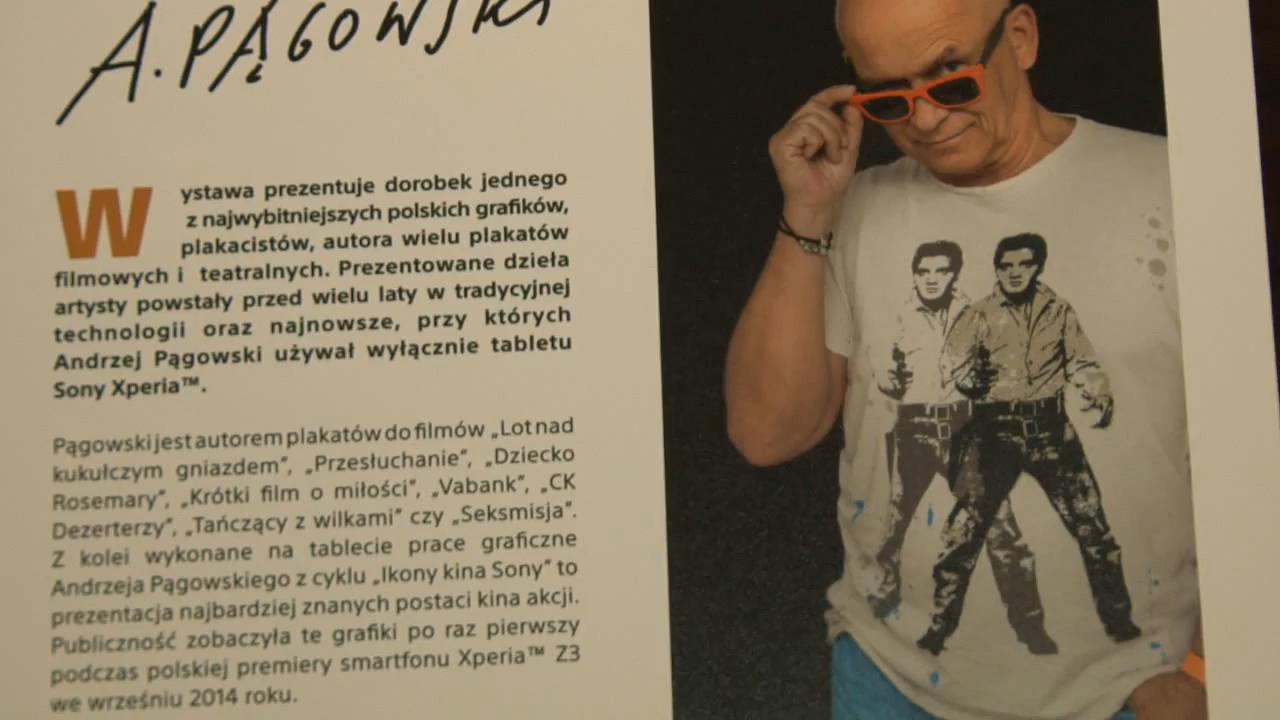 A. PĄGOWSKI
Wystawa prezentuje dorobek jednego
z najwybitniejszych polskich grafików,
plakacistów, autora wielu plakatów
filmowych i teatralnych. Prezentowane dzieła
artysty powstały przed wielu laty w tradycyjnej
technologii oraz najnowsze, przy których
Andrzej Pągowski używał wyłącznie tabletu
Sony Xperia™.
Pągowski jest autorem plakatów do filmów „Lot nad
kukułczym gniazdem”, „Przesłuchanie”, „Dziecko
Rosemary”, „Krótki film o miłości”, „Vabank”, „CK
Dezerterzy”, „Tańczący z wilkami” czy „Seksmisja”.
Z kolei wykonane na tablecie prace graficzne
Andrzeja Pągowskiego z cyklu „Ikony kina Sony” to
prezentacja najbardziej znanych postaci kina akcji.
Publiczność zobaczyła te grafiki po raz pierwszy
podczas polskiej premiery smartfonu Xperia™ Z3
we wrześniu 2014 roku.